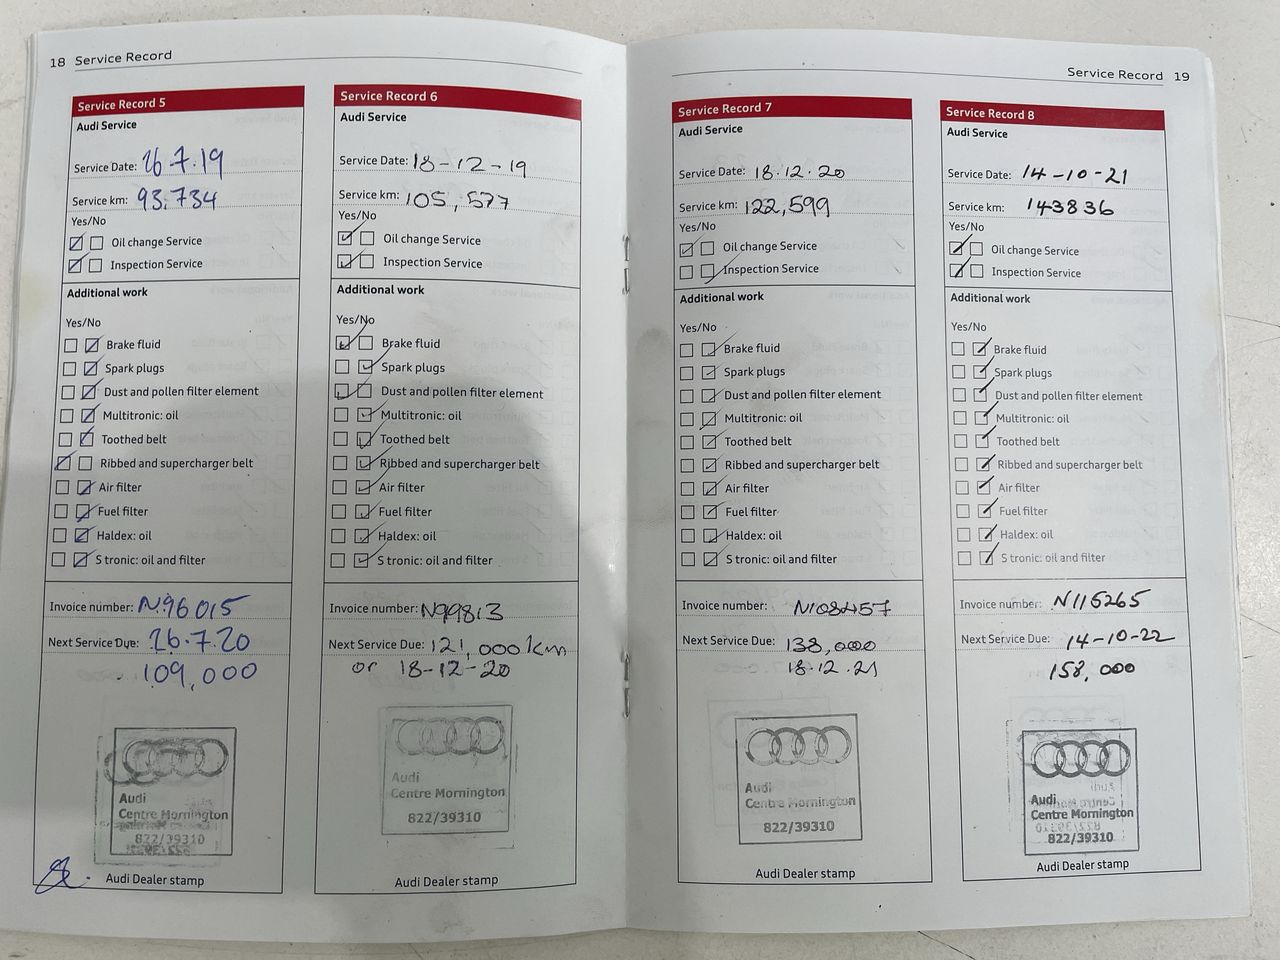 18 Service Record
Service Record 5
Audi Service
Service Date: 26.7.19
Service km: 93,734
Yes/No
Oil change Service
Inspection Service
Additional work
Yes/No
Brake fluid
Spark plugs
Dust and pollen filter element
Multitronic: oil
Toothed belt
Ribbed and supercharger belt
Air filter
Fuel filter
Haldex: oil
S tronic: oil and filter
Invoice number: N96015
Next Service Due: 26.7.20
109,000
Audi
Centre Mornington
822/39310
Audi Dealer stamp
Service Record 6
Audi Service
Service Date: 18-12-19
Service km: 105,577
Yes/No
Oil change Service
Inspection Service
Additional work
Yes/No
Brake fluid
Spark plugs
Dust and pollen filter element
Multitronic: oil
Toothed belt
Ribbed and supercharger belt
Air filter
Fuel filter
Haldex: oil
S tronic: oil and filter
Invoice number: N99813
Next Service Due: 121,000km
or 18-12-20
Audi
Centre Mornington
822/39310
Audi Dealer stamp
Service Record 19
Service Record 7
Audi Service
Service Date: 18.12.20
Service km: 122,599
Yes/No
Oil change Service
Inspection Service
Additional work
Yes/No
Brake fluid
Spark plugs
Dust and pollen filter element
Multitronic: oil
Toothed belt
Ribbed and supercharger belt
Air filter
Fuel filter
Haldex: oil
S tronic: oil and filter
Invoice number: N108457
Next Service Due: 138,000
18.12.21
Audi
Centre Mornington
822/39310
Audi Dealer stamp
Service Record 8
Audi Service
Service Date: 14-10-21
Service km: 143836
Yes/No
Oil change Service
Inspection Service
Additional work
Yes/No
Brake fluid
Spark plugs
Dust and pollen filter element
Multitronic: oil
Toothed belt
Ribbed and supercharger belt
Air filter
Fuel filter
Haldex: oil
S tronic: oil and filter
Invoice number: N115265
Next Service Due: 14-10-22
158,000
Audi
Centre Mornington
822/39310
Audi Dealer stamp